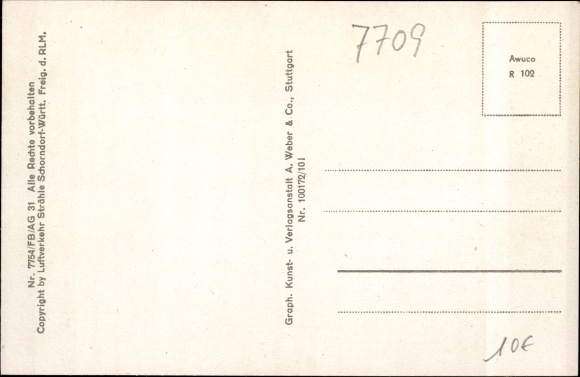 Nr. 7754/FB/AG 31 Alle Rechte vorbehalten
Copyright by Luftverkehr Strähle Schorndorf-Württ. Freig. d. RLM.
Graph. Kunst- u. Verlagsanstalt A. Weber & Co., Stuttgart
Nr. 100172/101
7709
Awuco
R 102
10€